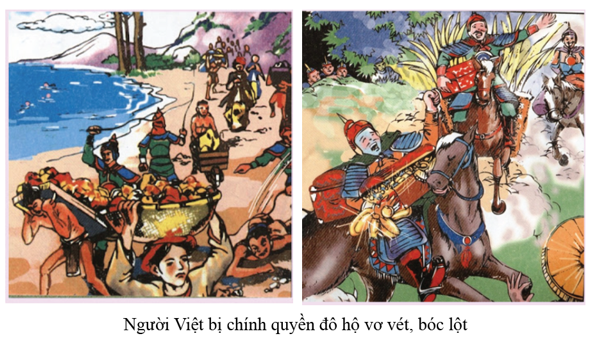 Người Việt bị chính quyền đô hộ vơ vét, bóc lột